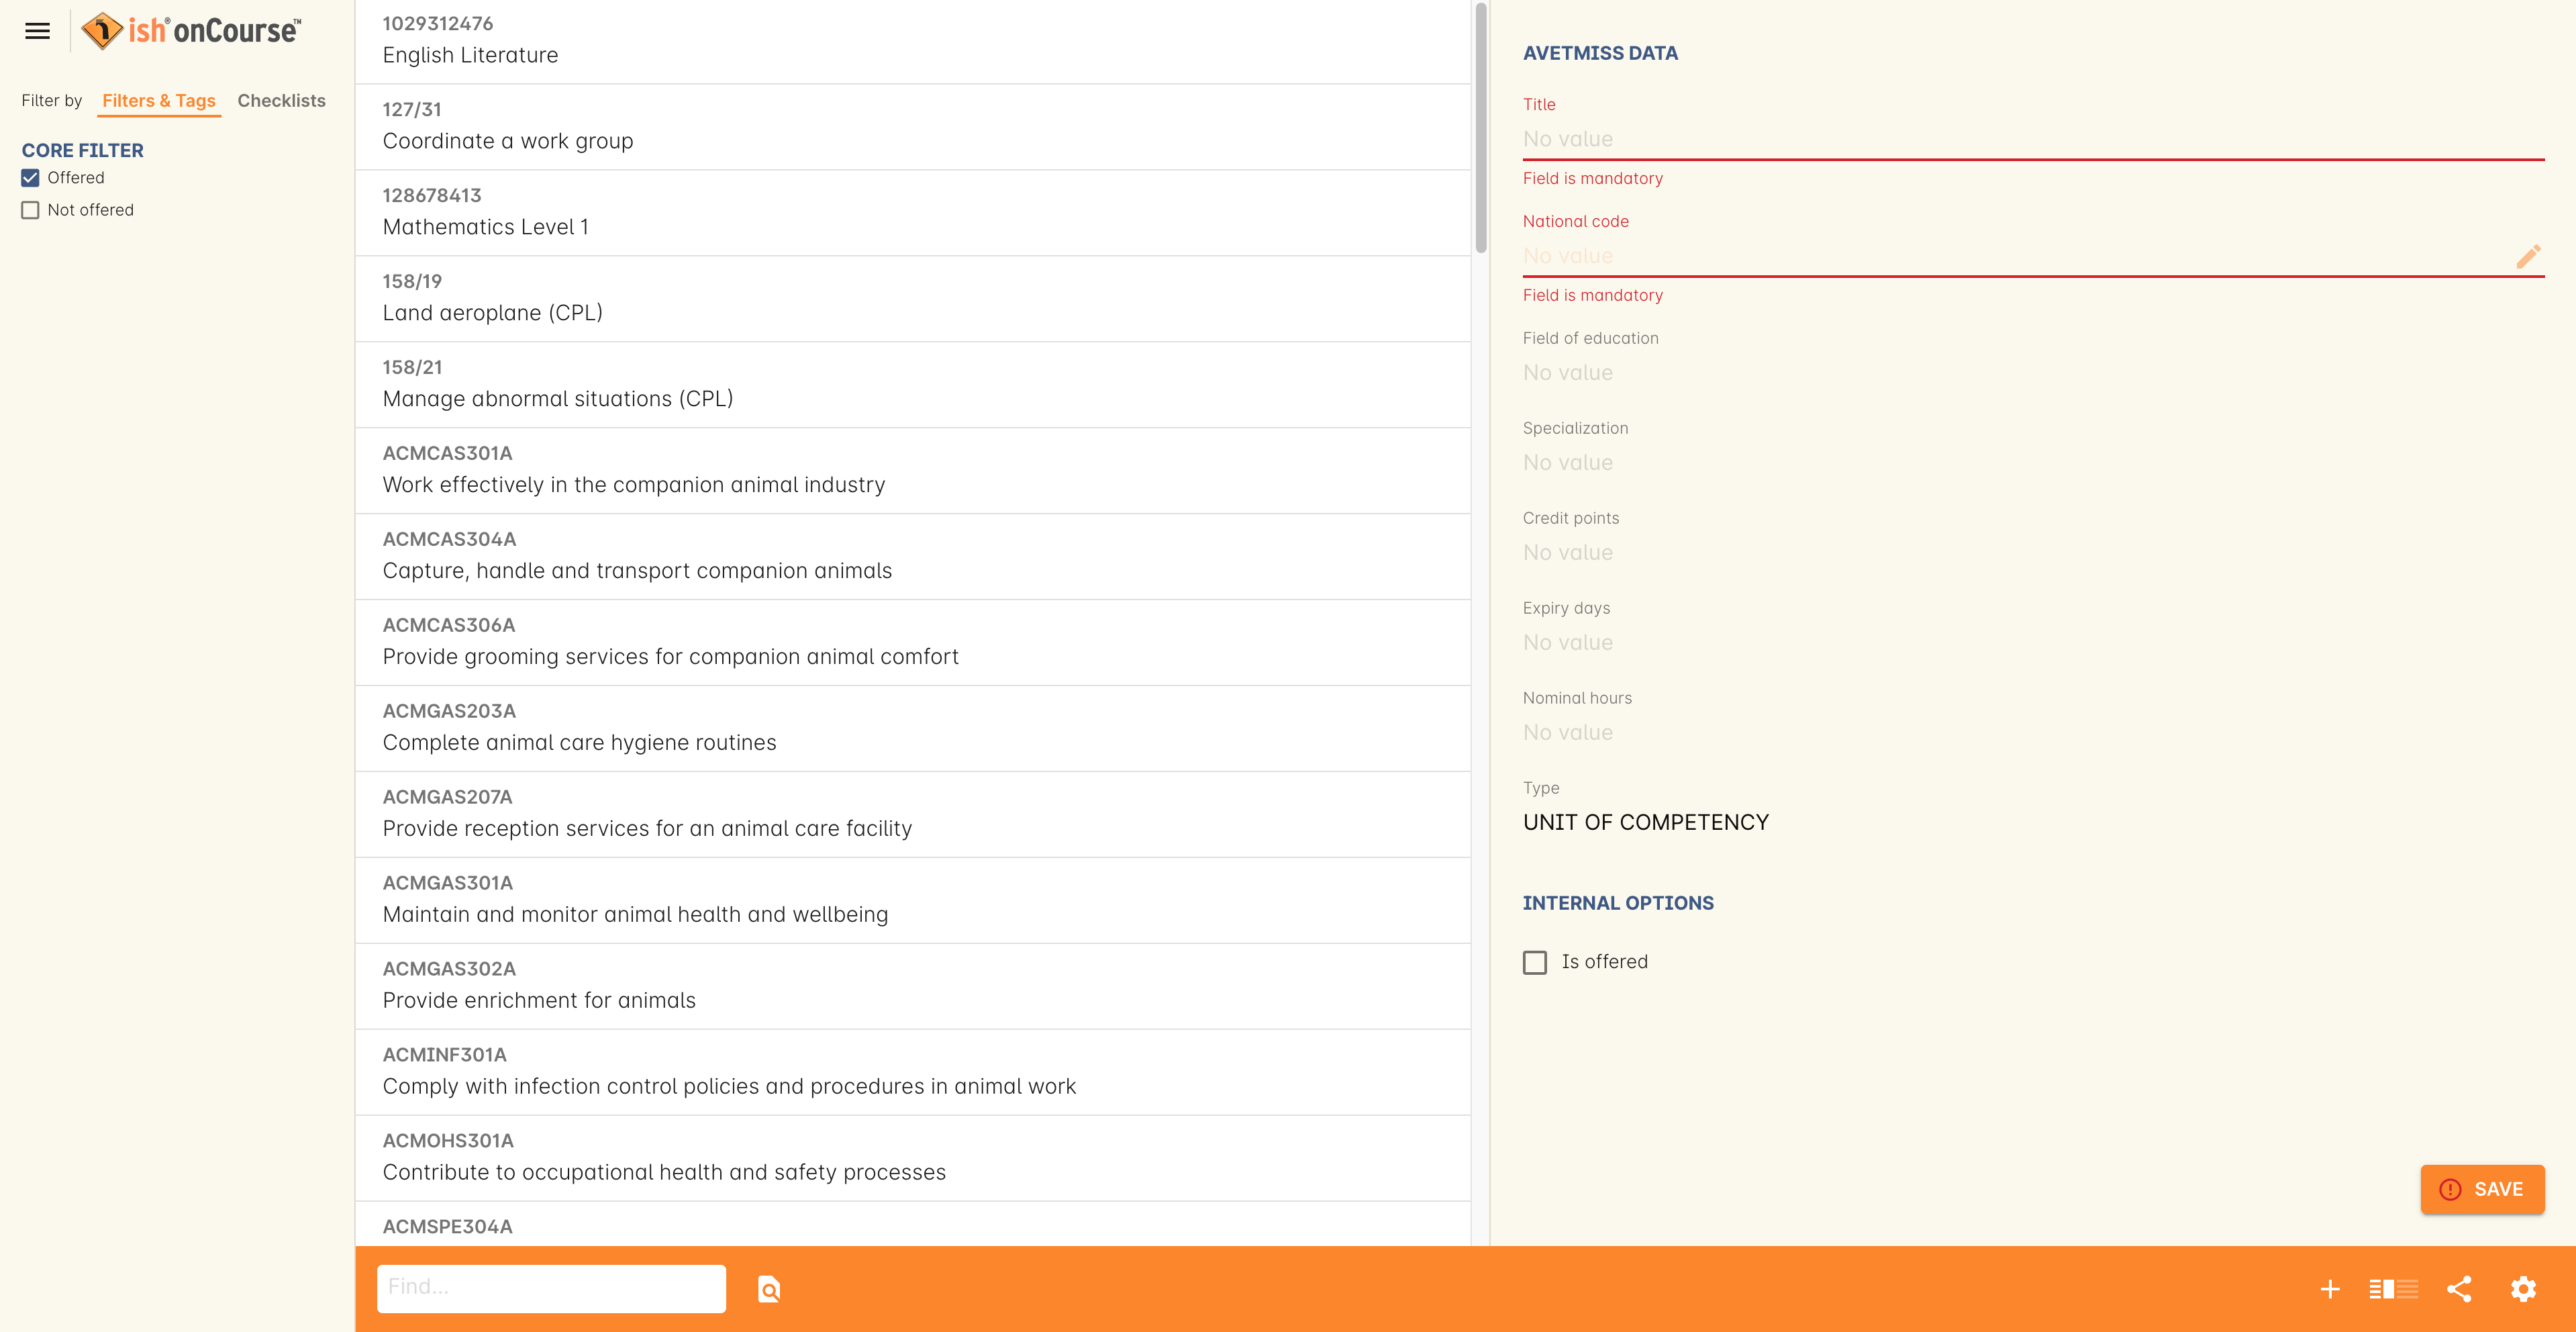 ish® onCourse™
Filter by Filters & Tags Checklists
CORE FILTER
Offered
Not offered
1029312476
English Literature
127/31
Coordinate a work group
128678413
Mathematics Level 1
158/19
Land aeroplane (CPL)
158/21
Manage abnormal situations (CPL)
ACMCAS301A
Work effectively in the companion animal industry
ACMCAS304A
Capture, handle and transport companion animals
ACMCAS306A
Provide grooming services for companion animal comfort
ACMGAS203A
Complete animal care hygiene routines
ACMGAS207A
Provide reception services for an animal care facility
ACMGAS301A
Maintain and monitor animal health and wellbeing
ACMGAS302A
Provide enrichment for animals
ACMINF301A
Comply with infection control policies and procedures in animal work
ACMOHS301A
Contribute to occupational health and safety processes
ACMSPE304A
Find...
AVETMISS DATA
Title
No value
Field is mandatory
National code
No value
Field is mandatory
Field of education
No value
Specialization
No value
Credit points
No value
Expiry days
No value
Nominal hours
No value
Type
UNIT OF COMPETENCY
INTERNAL OPTIONS
Is offered
SAVE